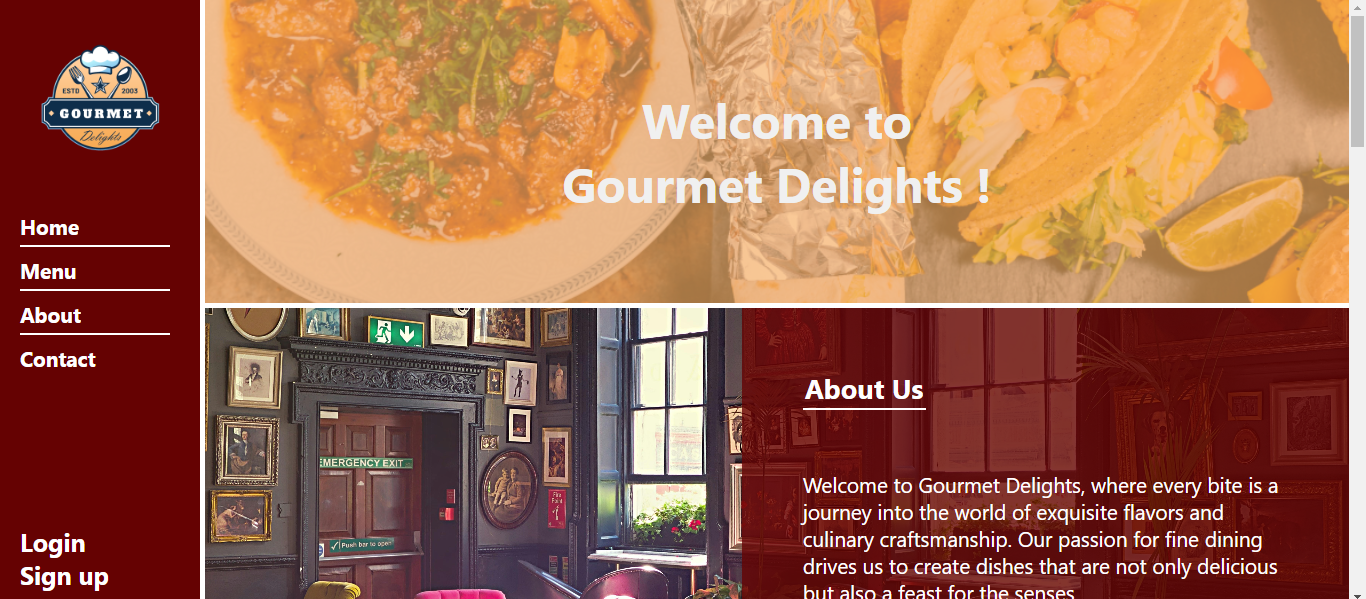 ESTD 2003
GOURMET
Delights
Home
Menu
About
Contact
Login
Sign up
Welcome to
Gourmet Delights !
EMERGENCY EXIT
Push bar to open
Fire
Point
About Us
Welcome to Gourmet Delights, where every bite is a
journey into the world of exquisite flavors and
culinary craftsmanship. Our passion for fine dining
drives us to create dishes that are not only delicious
but also a feast for the senses.